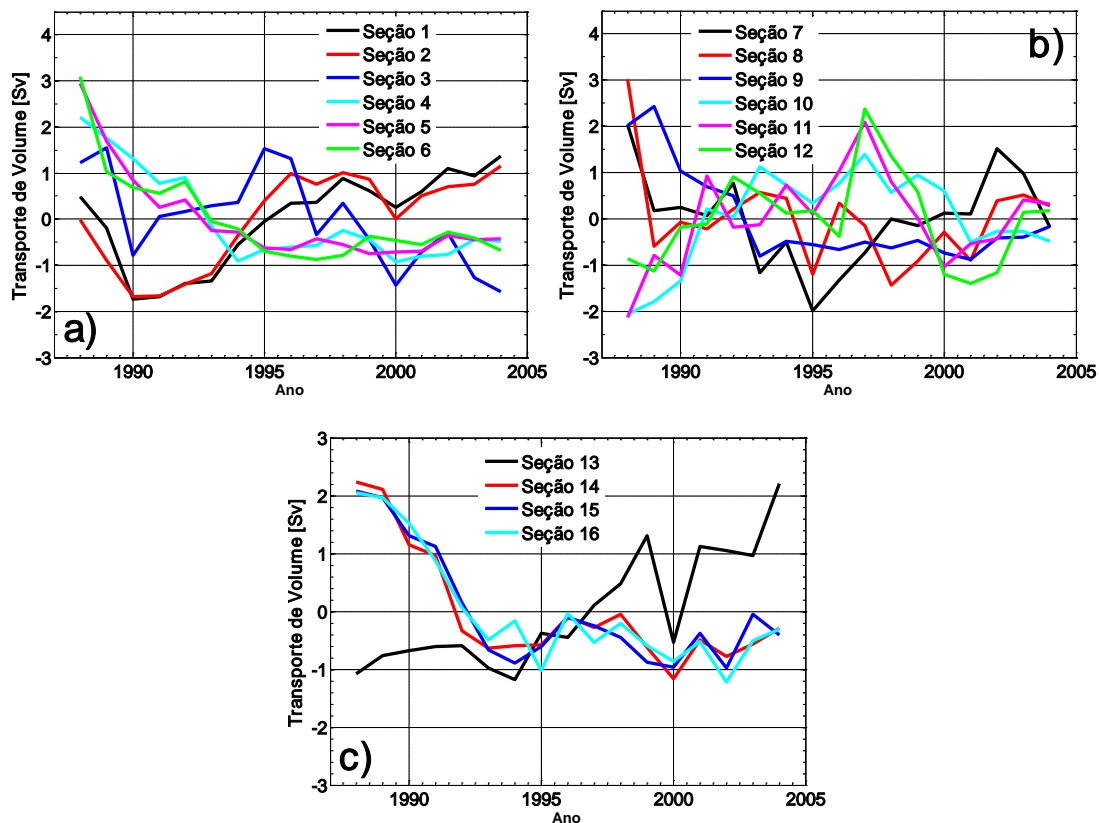 4
3
2
1
0
-1
-2
-3
Transporte de Volume [Sv]
Seção 1
Seção 2
Seção 3
Seção 4
Seção 5
Seção 6
a)
1990
1995
2000
2005
Ano
4
3
2
1
0
-1
-2
-3
Transporte de Volume [Sv]
Seção 7
Seção 8
Seção 9
Seção 10
Seção 11
Seção 12
b)
1990
1995
2000
2005
Ano
3
2
1
0
-1
-2
-3
Transporte de Volume [Sv]
Seção 13
Seção 14
Seção 15
Seção 16
c)
1990
1995
2000
2005
Ano